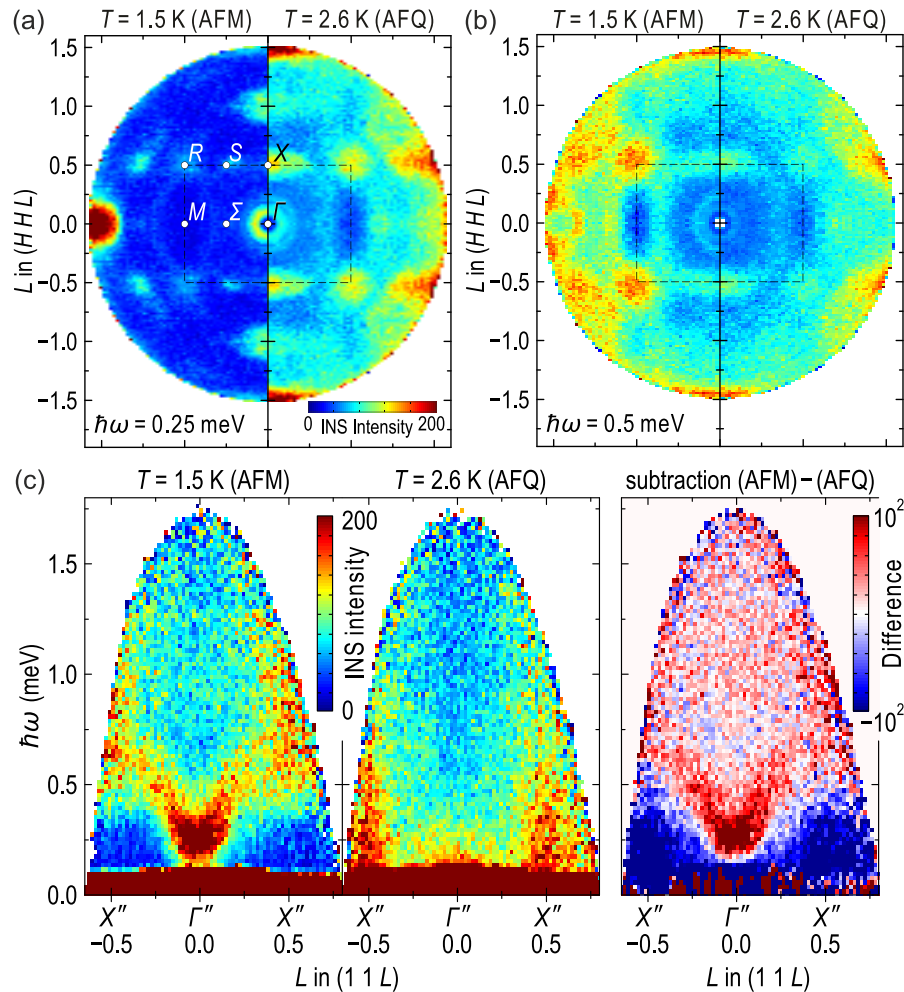 (a) T = 1.5 K (AFM) T = 2.6 K (AFQ)
(b) T = 1.5 K (AFM) T = 2.6 K (AFQ)
1.5
1.0
0.5
0.0
−0.5
−1.0
−1.5
L in (H H L)
R S X
M Σ Γ
ħω = 0.25 meV
0 200
INS Intensity
1.5
1.0
0.5
0.0
−0.5
−1.0
−1.5
L in (H H L)
ħω = 0.5 meV
(c) T = 1.5 K (AFM) T = 2.6 K (AFQ) subtraction (AFM) − (AFQ)
1.5
1.0
0.5
0.0
ħω (meV)
200
0
INS intensity
10²
−10²
Difference
X″ Γ″ X″ X″ Γ″ X″ X″ Γ″ X″
−0.5 0.0 0.5 −0.5 0.0 0.5 −0.5 0.0 0.5
L in (1 1 L) L in (1 1 L)